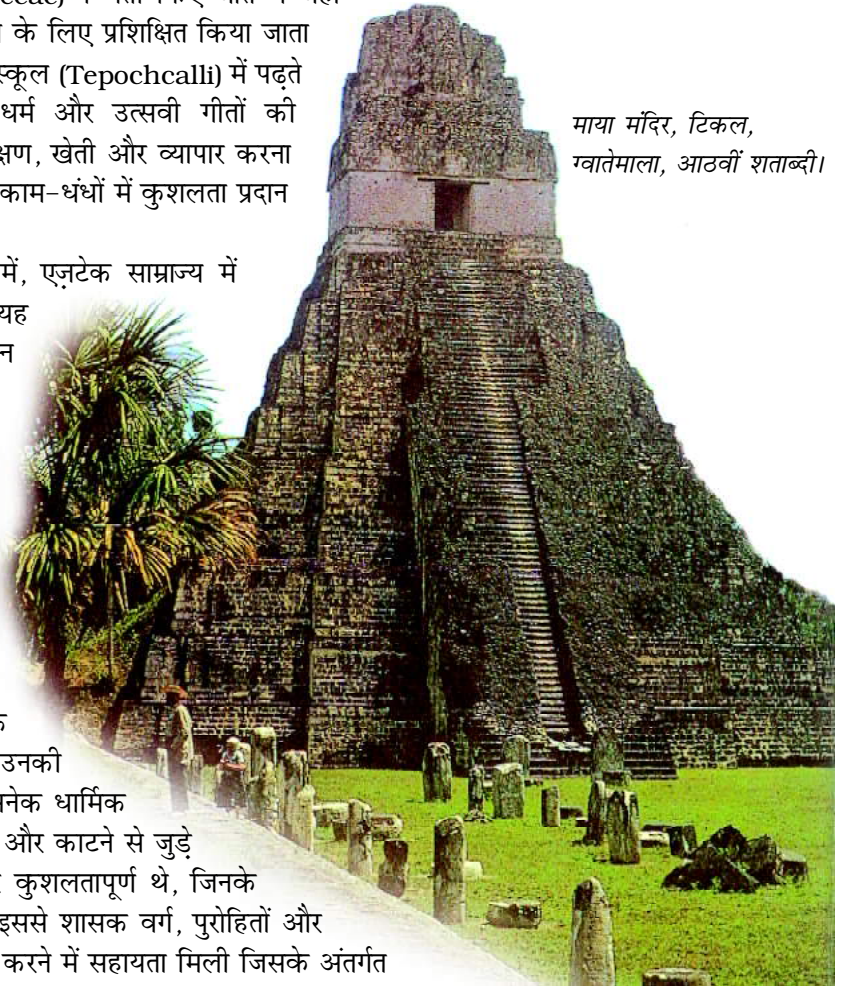 के लिए प्रशिक्षित किया जाता
स्कूल (Tepochcalli) में पढ़ते
धर्म और उत्सवी गीतों की
क्षण, खेती और व्यापार करना
काम-धंधों में कुशलता प्रदान
में, एज़टेक साम्राज्य में
यह
न
क
उनकी
नेक धार्मिक
और काटने से जुड़े
कुशलतापूर्ण थे, जिनके
इससे शासक वर्ग, पुरोहितों और
करने में सहायता मिली जिसके अंतर्गत
माया मंदिर, टिकल,
ग्वातेमाला, आठवीं शताब्दी।